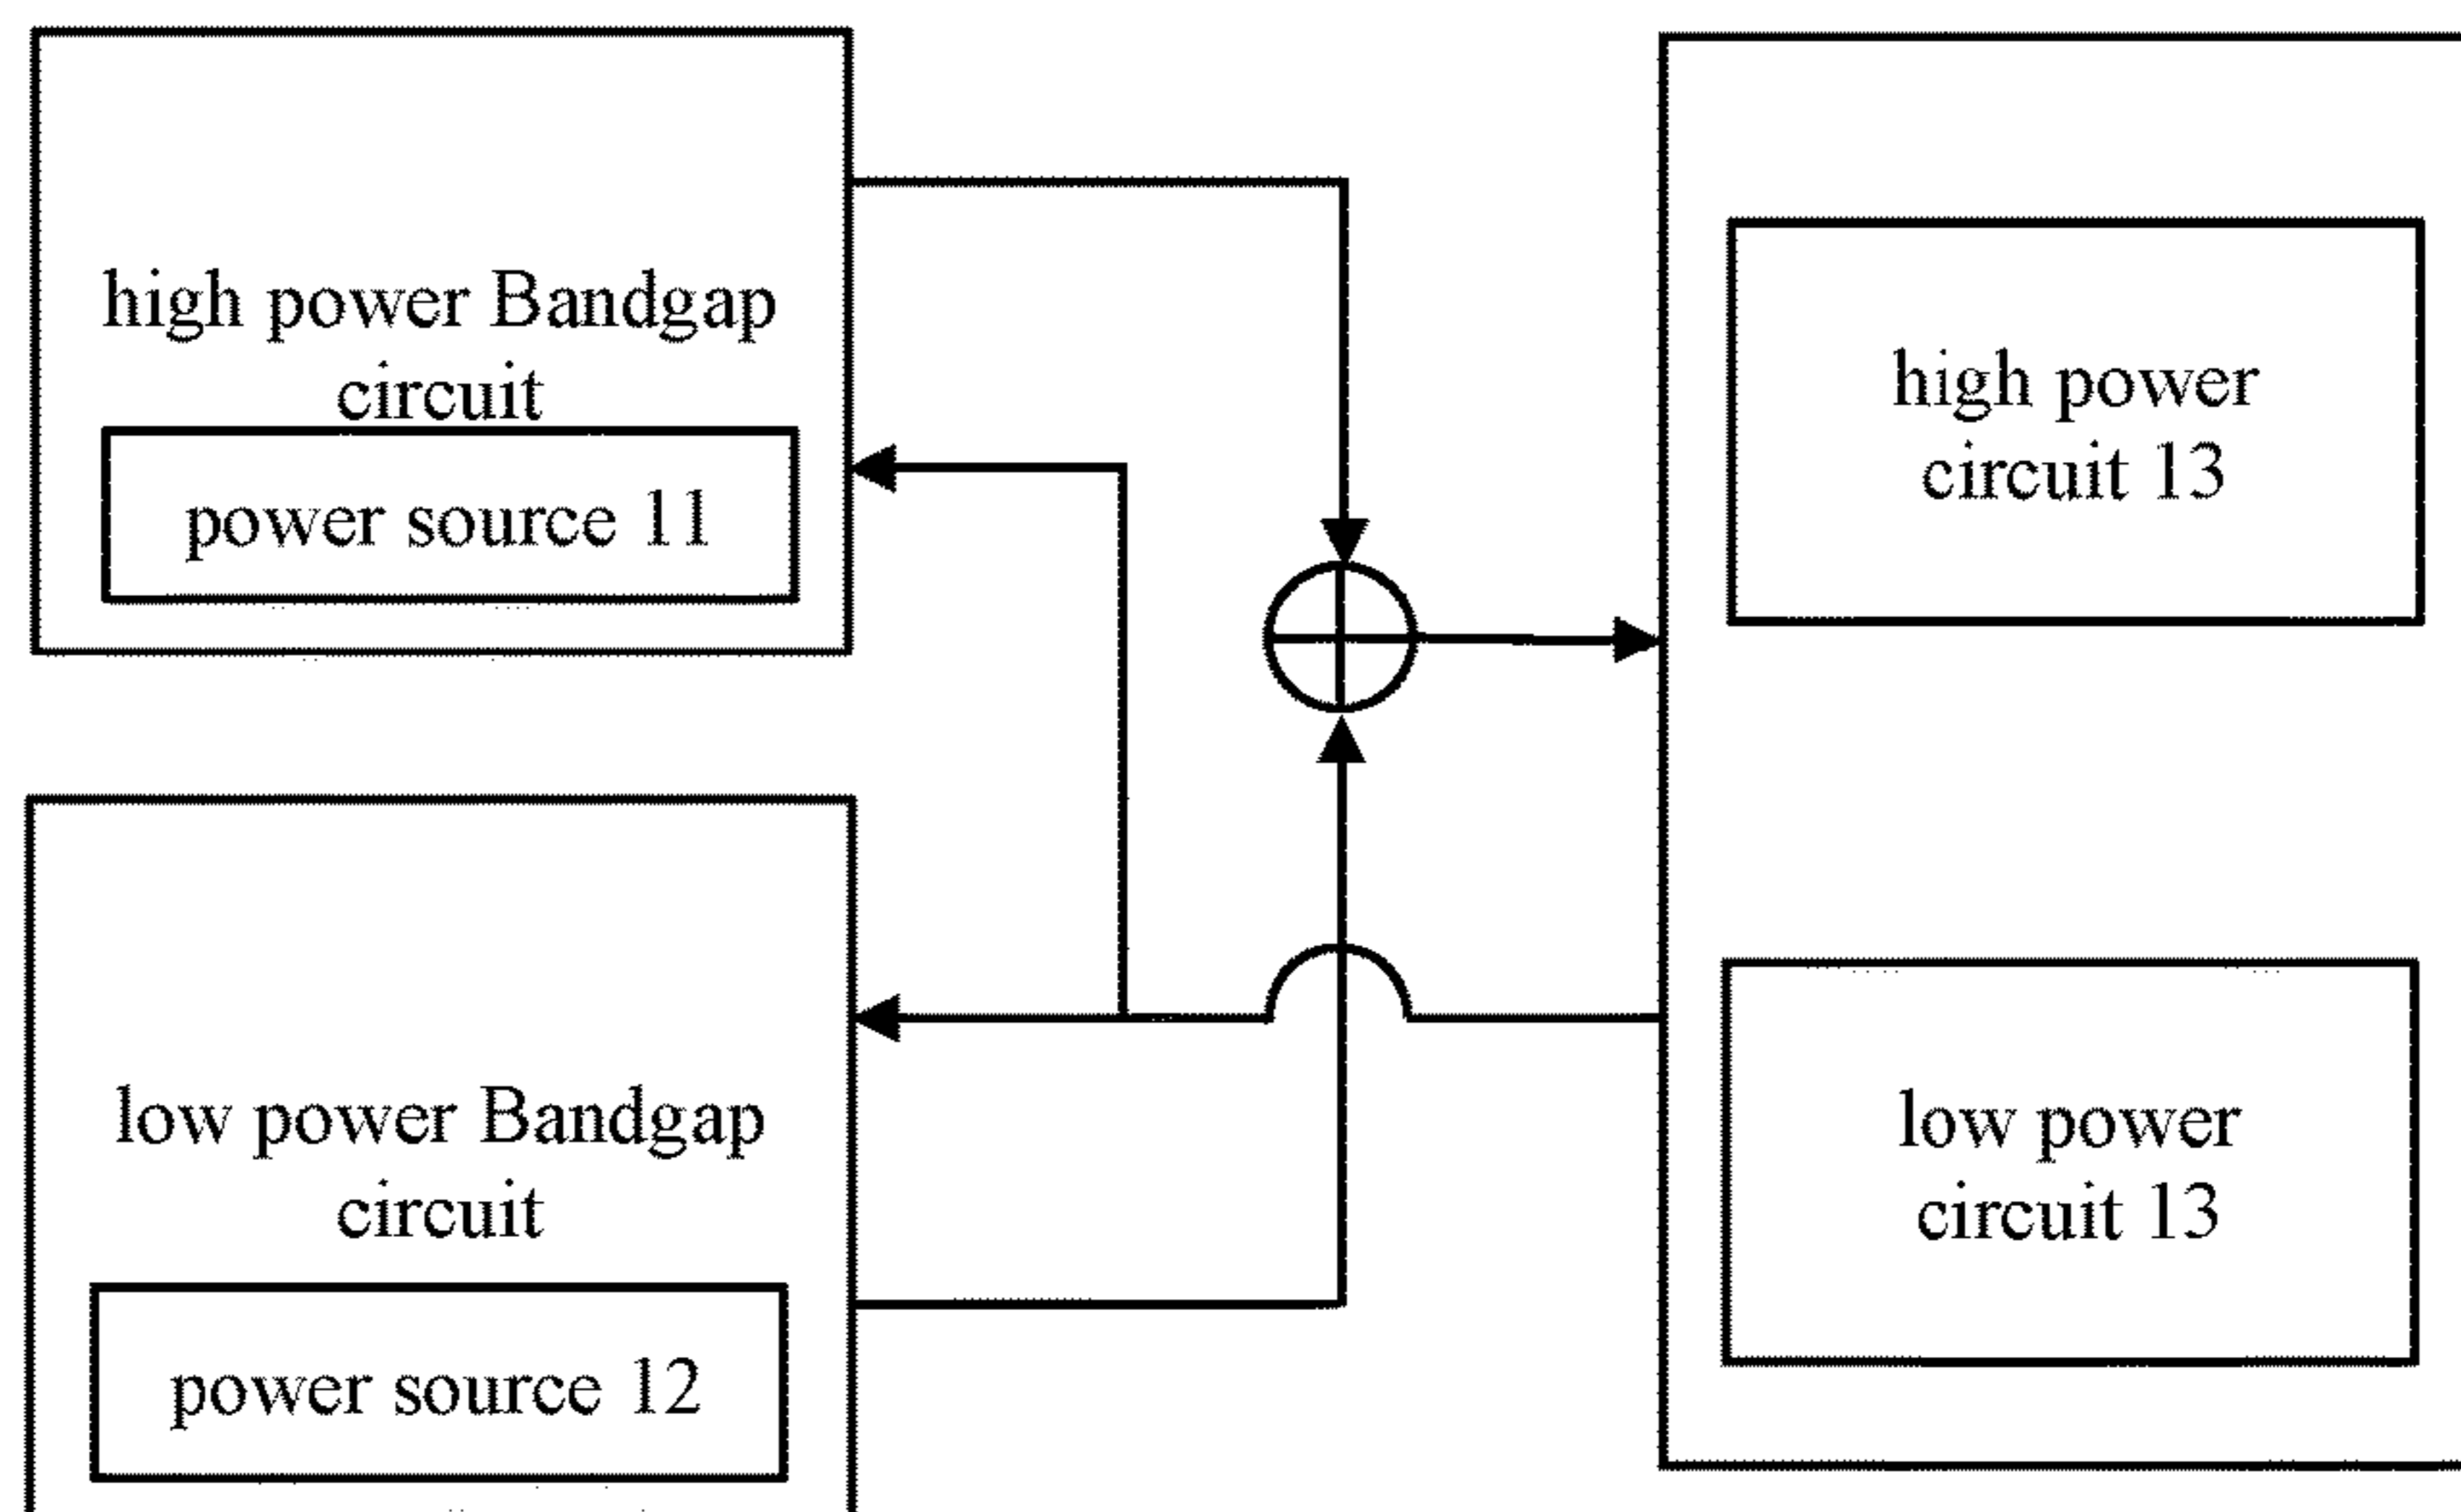 high power Bandgap
circuit
power source 11
high power
circuit 13
low power Bandgap
circuit
power source 12
low power
circuit 13